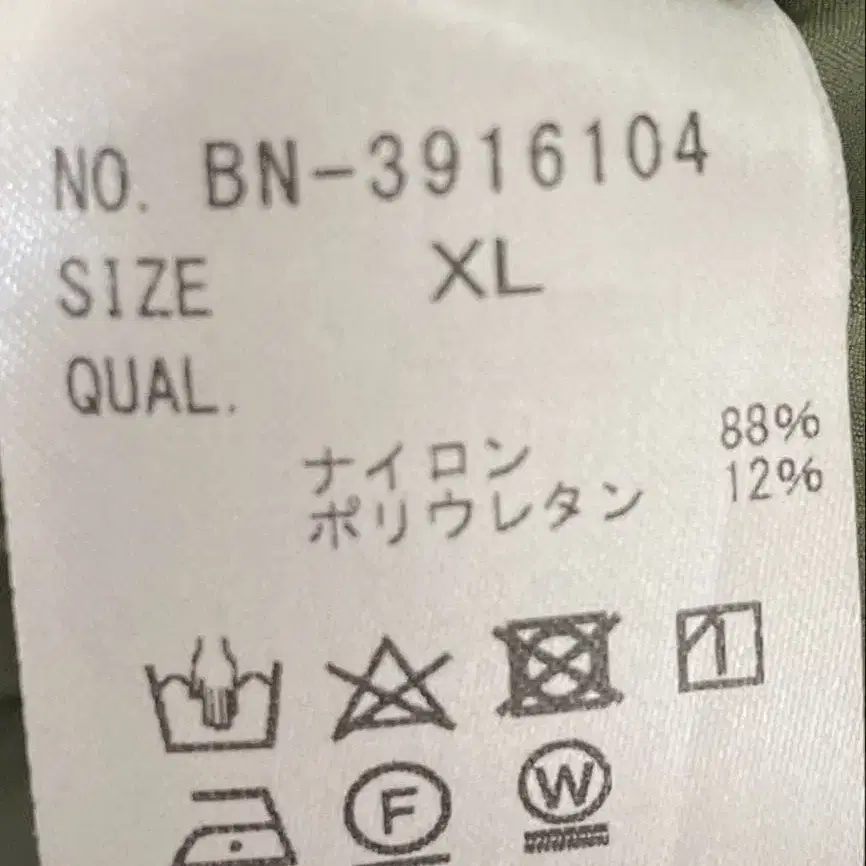 NO. BN-3916104
SIZE XL
QUAL.
ナイロン 88%
ポリウレタン 12%
F
W